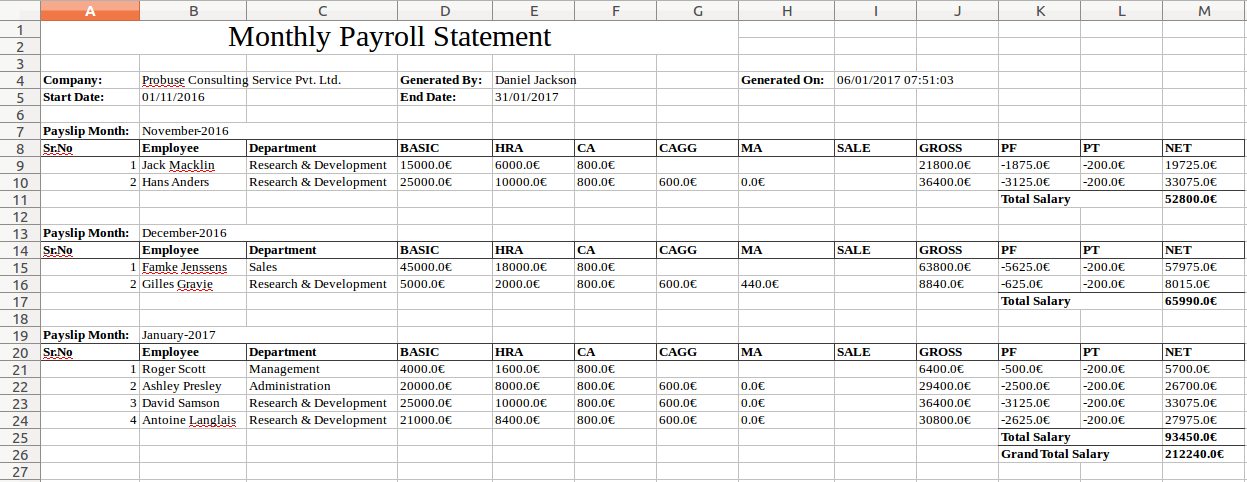 A B C D E F G H I J K L M
1 Monthly Payroll Statement
2
3
4 Company: Probuse Consulting Service Pvt. Ltd. Generated By: Daniel Jackson Generated On: 06/01/2017 07:51:03
5 Start Date: 01/11/2016 End Date: 31/01/2017
6
7 Payslip Month: November-2016
8 Sr.No Employee Department BASIC HRA CA CAGG MA SALE GROSS PF PT NET
9 1 Jack Macklin Research & Development 15000.0€ 6000.0€ 800.0€ 21800.0€ -1875.0€ -200.0€ 19725.0€
10 2 Hans Anders Research & Development 25000.0€ 10000.0€ 800.0€ 600.0€ 0.0€ 36400.0€ -3125.0€ -200.0€ 33075.0€
11 Total Salary 52800.0€
12
13 Payslip Month: December-2016
14 Sr.No Employee Department BASIC HRA CA CAGG MA SALE GROSS PF PT NET
15 1 Famke Jenssens Sales 45000.0€ 18000.0€ 800.0€ 63800.0€ -5625.0€ -200.0€ 57975.0€
16 2 Gilles Gravie Research & Development 5000.0€ 2000.0€ 800.0€ 600.0€ 440.0€ 8840.0€ -625.0€ -200.0€ 8015.0€
17 Total Salary 65990.0€
18
19 Payslip Month: January-2017
20 Sr.No Employee Department BASIC HRA CA CAGG MA SALE GROSS PF PT NET
21 1 Roger Scott Management 4000.0€ 1600.0€ 800.0€ 6400.0€ -500.0€ -200.0€ 5700.0€
22 2 Ashley Presley Administration 20000.0€ 8000.0€ 800.0€ 600.0€ 0.0€ 29400.0€ -2500.0€ -200.0€ 26700.0€
23 3 David Samson Research & Development 25000.0€ 10000.0€ 800.0€ 600.0€ 0.0€ 36400.0€ -3125.0€ -200.0€ 33075.0€
24 4 Antoine Langlais Research & Development 21000.0€ 8400.0€ 800.0€ 600.0€ 0.0€ 30800.0€ -2625.0€ -200.0€ 27975.0€
25 Total Salary 93450.0€
26 Grand Total Salary 212240.0€
27